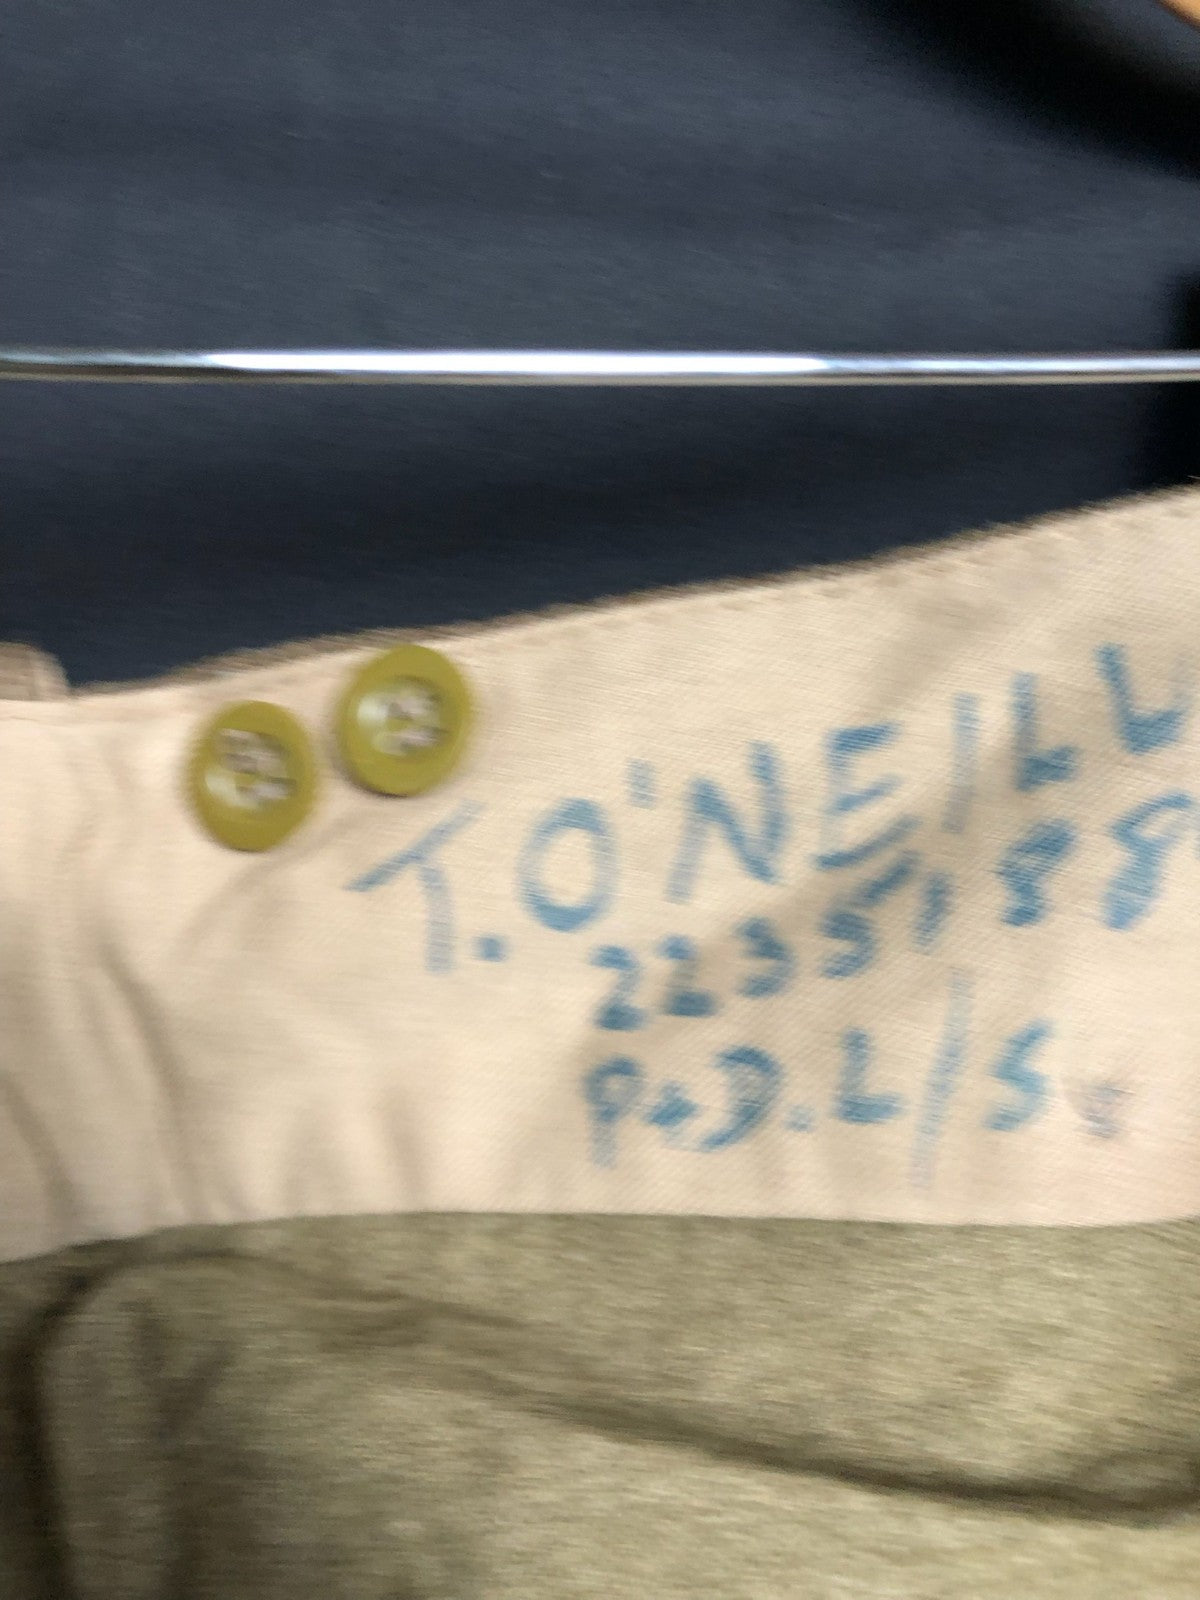 T. O'NEILL
2235188
P+D. L/S